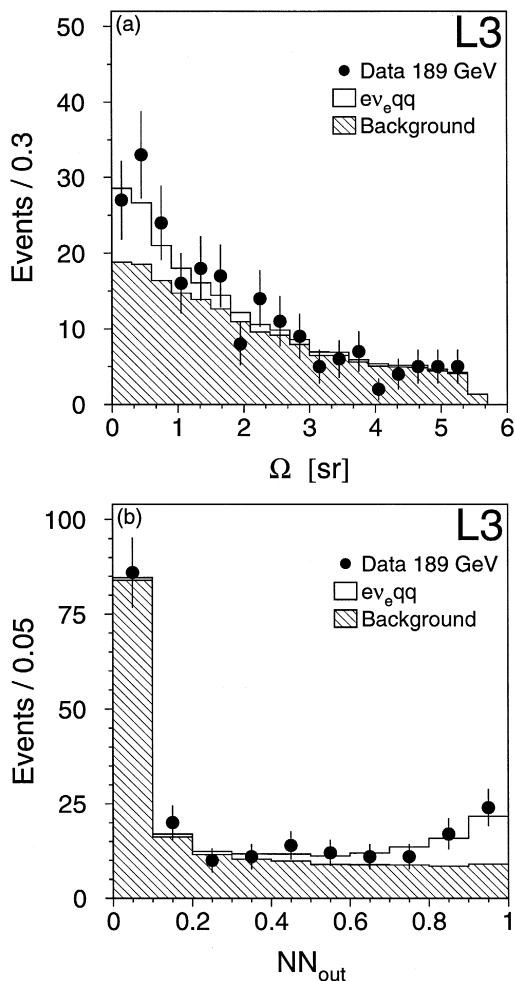 (a)
L3
Data 189 GeV
eνₑqq
Background
Events / 0.3
50
40
30
20
10
0
0 1 2 3 4 5 6
Ω [sr]
(b)
L3
Data 189 GeV
eνₑqq
Background
Events / 0.05
100
75
50
25
0
0 0.2 0.4 0.6 0.8 1
NN_out